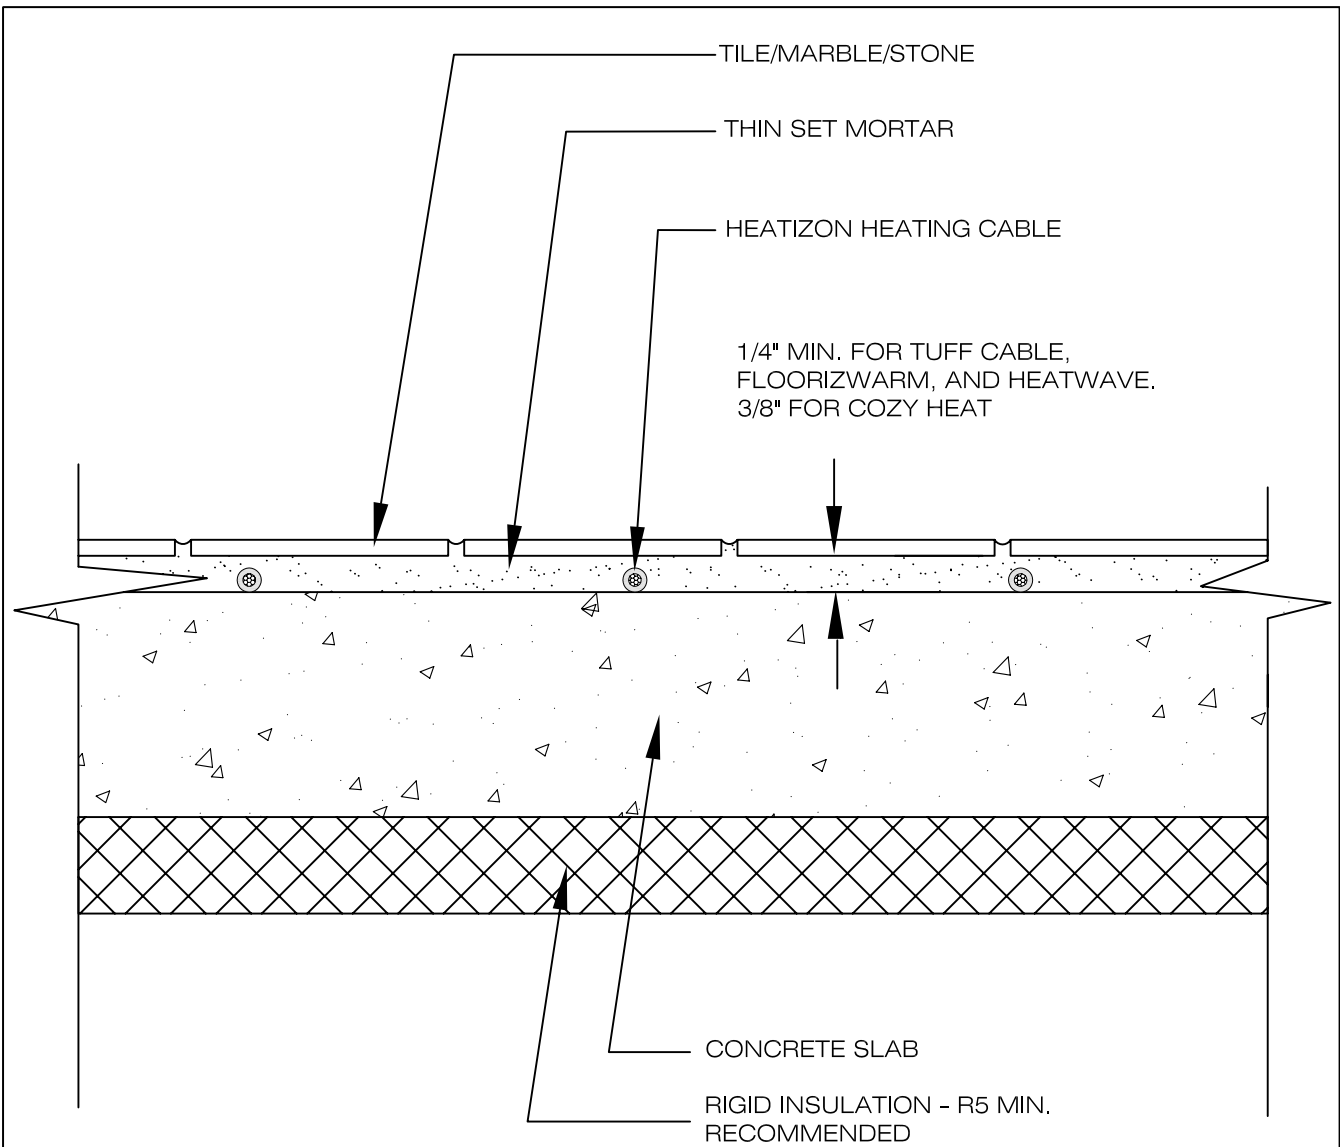 TILE/MARBLE/STONE
THIN SET MORTAR
HEATIZON HEATING CABLE
1/4" MIN. FOR TUFF CABLE,
FLOORIZWARM, AND HEATWAVE.
3/8" FOR COZY HEAT
CONCRETE SLAB
RIGID INSULATION - R5 MIN.
RECOMMENDED